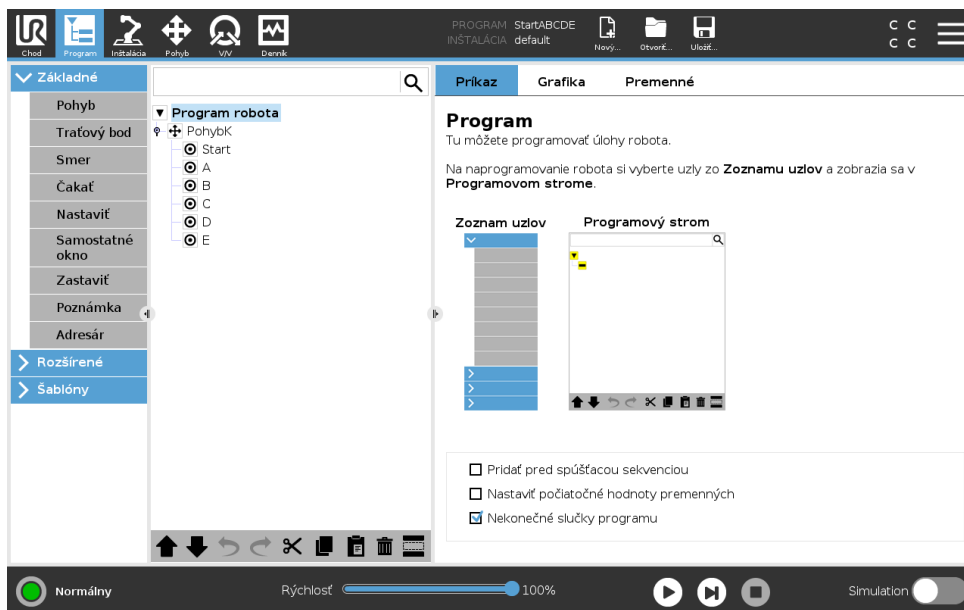 PROGRAM StartABCDE
INŠTALÁCIA default
Chod
Program
Inštalácia
Pohyb
V/V
Denník
Nový...
Otvoriť...
Uložiť...
C C
C C
Základné
Pohyb
Traťový bod
Smer
Čakať
Nastaviť
Samostatné
okno
Zastaviť
Poznámka
Adresár
Rozšírené
Šablóny
Program robota
PohybK
Start
A
B
C
D
E
Príkaz
Grafika
Premenné
Program
Tu môžete programovať úlohy robota.
Na naprogramovanie robota si vyberte uzly zo Zoznamu uzlov a zobrazia sa v
Programovom strome.
Zoznam uzlov
Programový strom
Pridať pred spúšťacou sekvenciou
Nastaviť počiatočné hodnoty premenných
Nekonečné slučky programu
Normálny
Rýchlosť
100%
Simulation